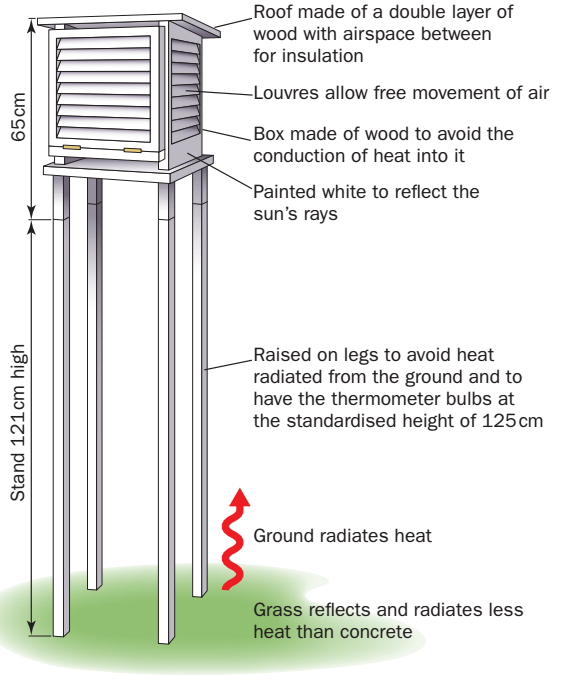 Roof made of a double layer of
wood with airspace between
for insulation
65cm
Louvres allow free movement of air
Box made of wood to avoid the
conduction of heat into it
Painted white to reflect the
sun's rays
Stand 121cm high
Raised on legs to avoid heat
radiated from the ground and to
have the thermometer bulbs at
the standardised height of 125cm
Ground radiates heat
Grass reflects and radiates less
heat than concrete